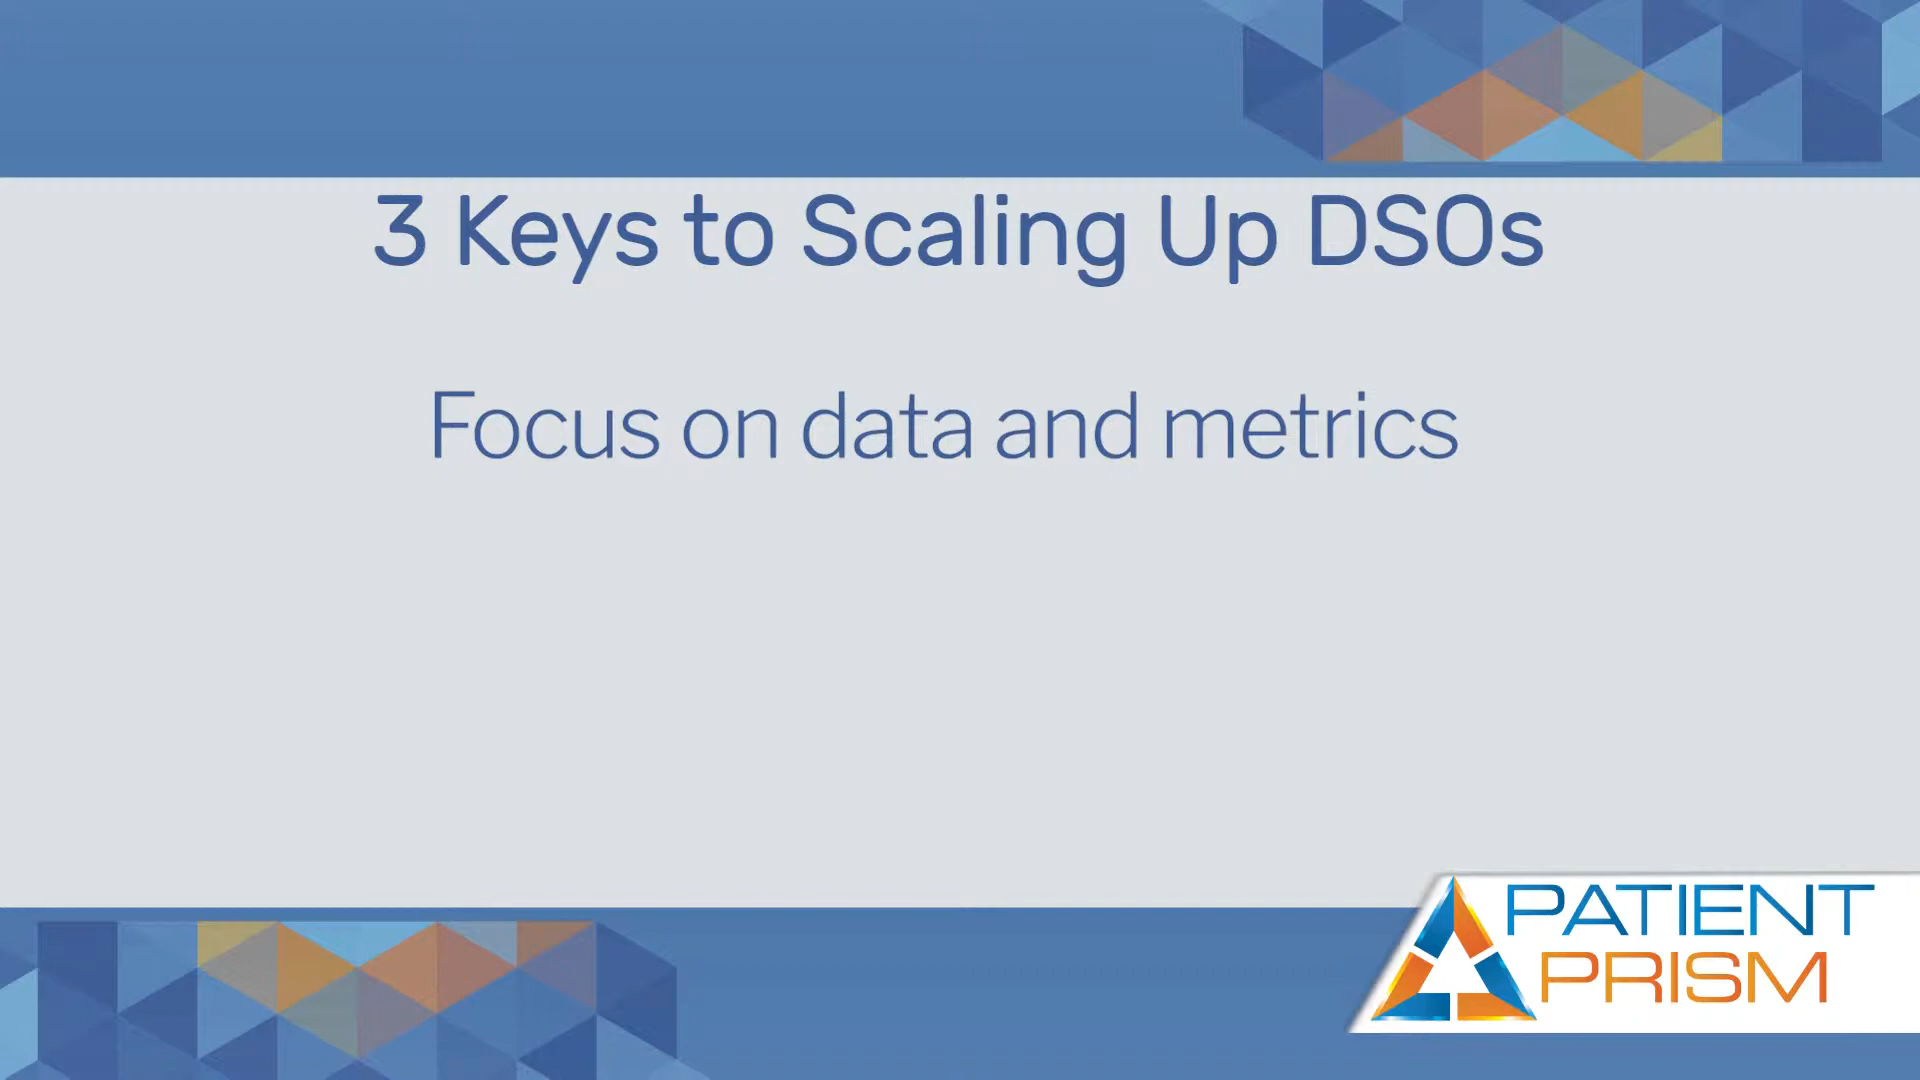 3 Keys to Scaling Up DSOs
Focus on data and metrics
PATIENT
PRISM